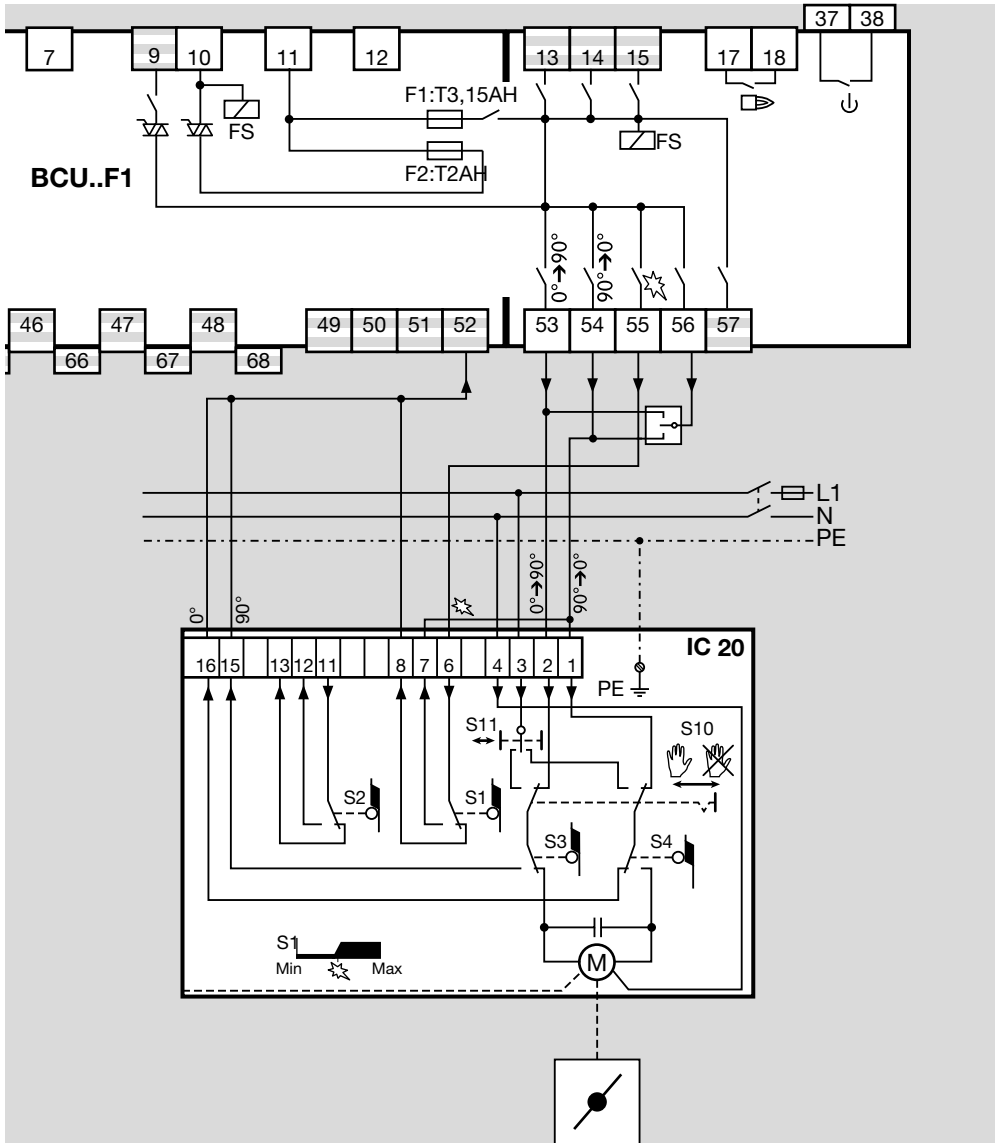 37 38
7 9 10 11 12 13 14 15 17 18
F1:T3,15AH
FS
FS
F2:T2AH
BCU..F1
0°➔90°
90°➔0°
46 47 48 49 50 51 52 53 54 55 56 57
66 67 68
L1
N
PE
0°
90°
0°➔90°
90°➔0°
IC 20
16 15 13 12 11 8 7 6 4 3 2 1
PE
S11
S10
S2
S1
S3
S4
S1
Min
Max
M